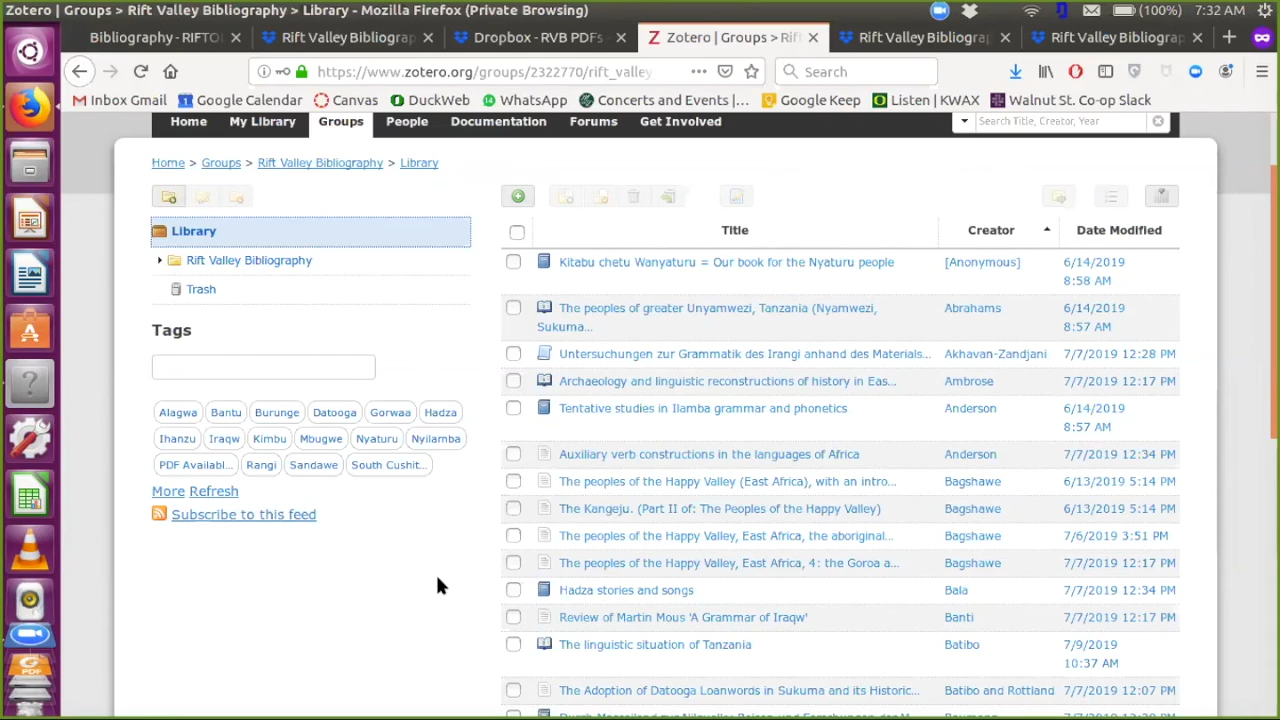 Zotero | Groups > Rift Valley Bibliography > Library - Mozilla Firefox (Private Browsing)
(100%) 7:32 AM
Bibliography - RIFTO
Rift Valley Bibliograp
Dropbox - RVB PDFs -
Zotero | Groups > Rift
Rift Valley Bibliograp
Rift Valley Bibliograp
https://www.zotero.org/groups/2322770/rift_valley
Search
Inbox Gmail
Google Calendar
Canvas
DuckWeb
WhatsApp
Concerts and Events |...
Google Keep
Listen | KWAX
Walnut St. Co-op Slack
Home
My Library
Groups
People
Documentation
Forums
Get Involved
Search Title, Creator, Year
Home > Groups > Rift Valley Bibliography > Library
Library
Rift Valley Bibliography
Trash
Tags
Alagwa Bantu Burunge Datooga Gorwaa Hadza
Ihanzu Iraqw Kimbu Mbugwe Nyaturu Nyilamba
PDF Availabl... Rangi Sandawe South Cushit...
More Refresh
Subscribe to this feed
Title Creator Date Modified
Kitabu chetu Wanyaturu = Our book for the Nyaturu people [Anonymous] 6/14/2019
8:58 AM
The peoples of greater Unyamwezi, Tanzania (Nyamwezi, Abrahams 6/14/2019
Sukuma... 8:57 AM
Untersuchungen zur Grammatik des Irangi anhand des Materials... Akhavan-Zandjani 7/7/2019 12:28 PM
Archaeology and linguistic reconstructions of history in Eas... Ambrose 7/7/2019 12:17 PM
Tentative studies in Ilamba grammar and phonetics Anderson 6/14/2019
8:57 AM
Auxiliary verb constructions in the languages of Africa Anderson 7/7/2019 12:34 PM
The peoples of the Happy Valley (East Africa), with an intro... Bagshawe 6/13/2019 5:14 PM
The Kangeju. (Part II of: The Peoples of the Happy Valley) Bagshawe 6/13/2019 5:14 PM
The peoples of the Happy Valley, East Africa, the aboriginal... Bagshawe 7/6/2019 3:51 PM
The peoples of the Happy Valley, East Africa, 4: the Goroa a... Bagshawe 7/7/2019 12:17 PM
Hadza stories and songs Bala 7/7/2019 12:34 PM
Review of Martin Mous 'A Grammar of Iraqw' Banti 7/7/2019 12:17 PM
The linguistic situation of Tanzania Batibo 7/9/2019
10:37 AM
The Adoption of Datooga Loanwords in Sukuma and its Historic... Batibo and Rottland 7/7/2019 12:07 PM